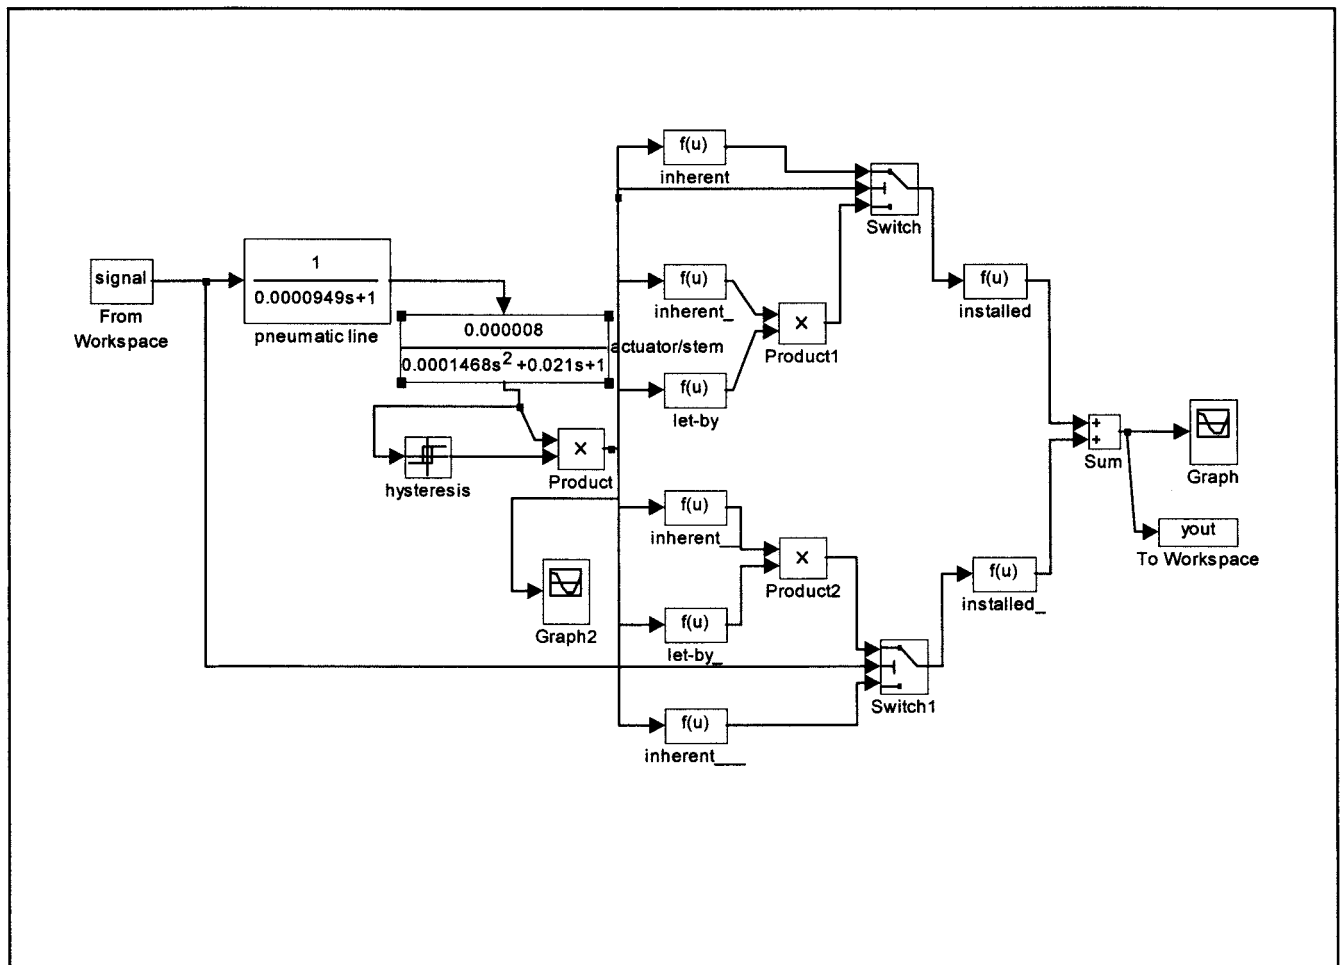 f(u)
inherent
Switch
signal
From
Workspace
1
0.0000949s+1
pneumatic line
0.000008
0.0001468s2 +0.021s+1
actuator/stem
f(u)
inherent_
X
Product1
f(u)
let-by
f(u)
installed
hysteresis
X
Product
+
+
Sum
Graph
yout
To Workspace
f(u)
inherent__
X
Product2
Graph2
f(u)
let-by_
f(u)
installed_
Switch1
f(u)
inherent___